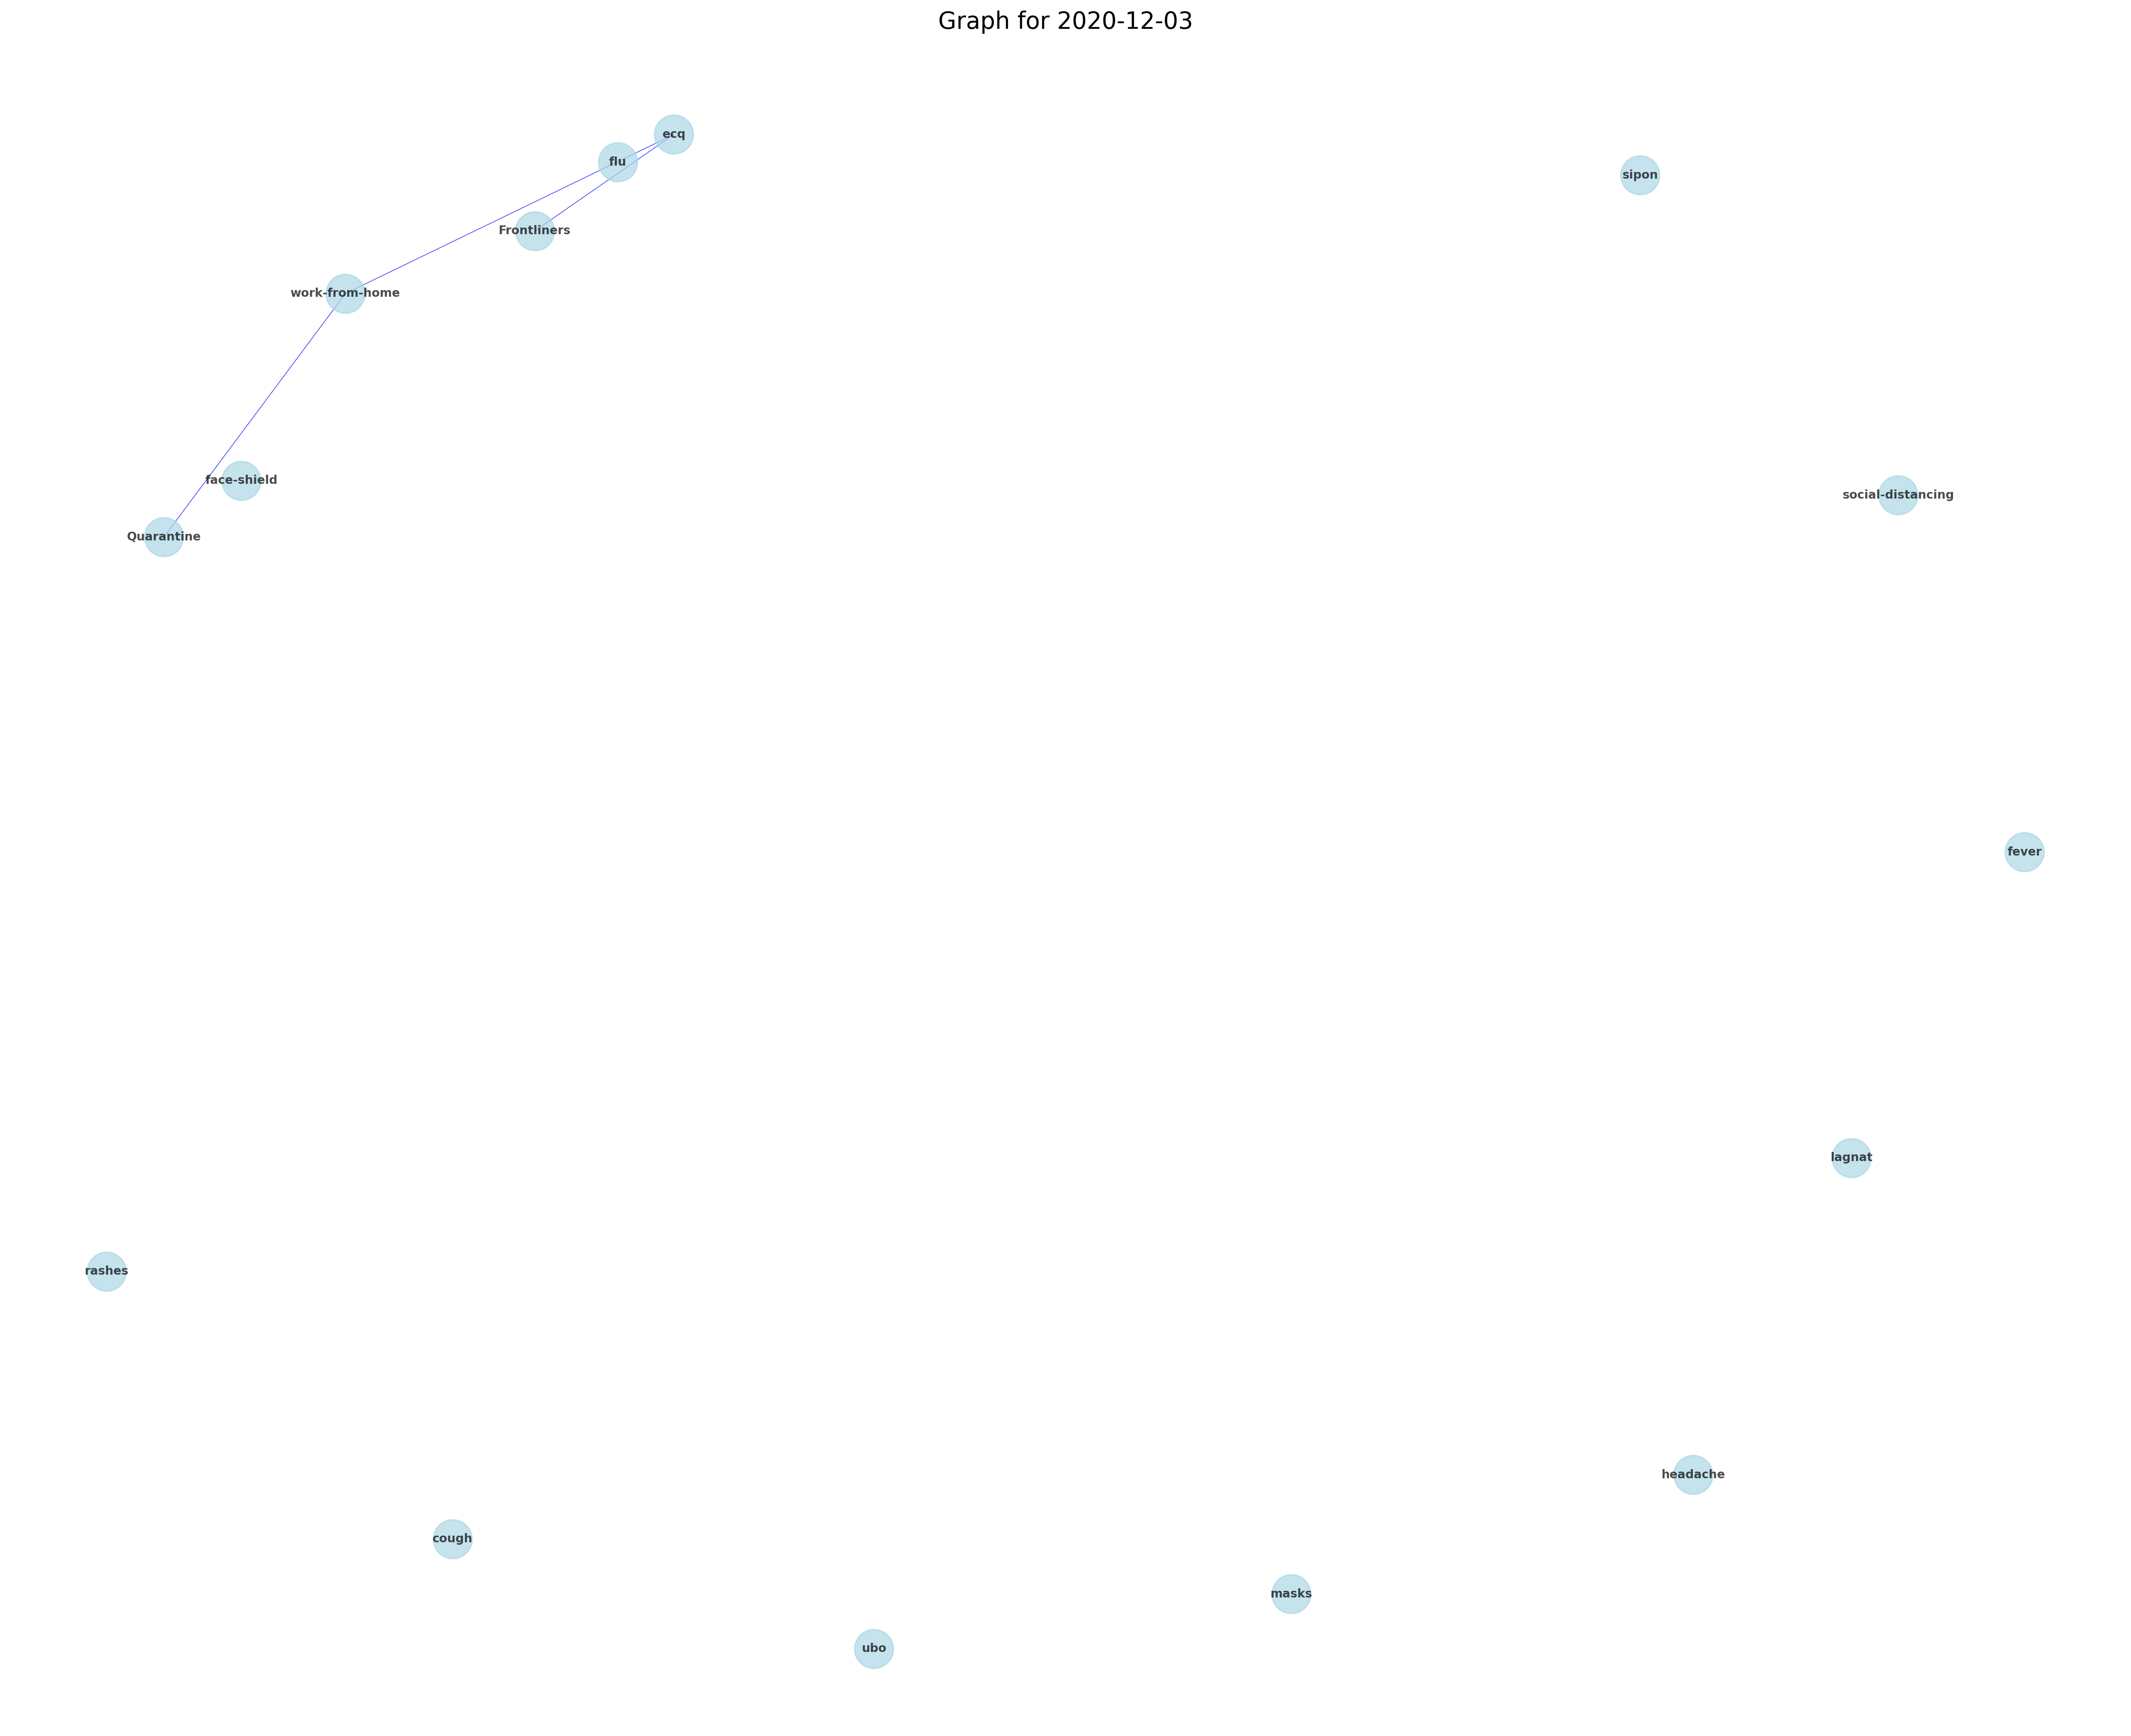 Graph for 2020-12-03
ecq
flu
sipon
Frontliners
work-from-home
face-shield
social-distancing
Quarantine
fever
lagnat
rashes
headache
cough
masks
ubo